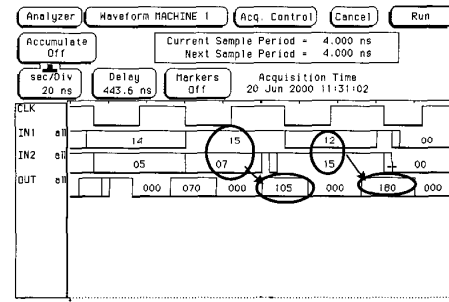 Analyzer Waveform MACHINE 1 Acq. Control Cancel Run
Accumulate Off
Current Sample Period = 4.000 ns
Next Sample Period = 4.000 ns
sec/Div 20 ns
Delay 443.6 ns
Markers Off
Acquisition Time
20 Jun 2000 11:31:02
CLK
IN1 all 14 15 12 00
IN2 all 05 07 15 00
OUT all 000 070 000 105 000 180 000